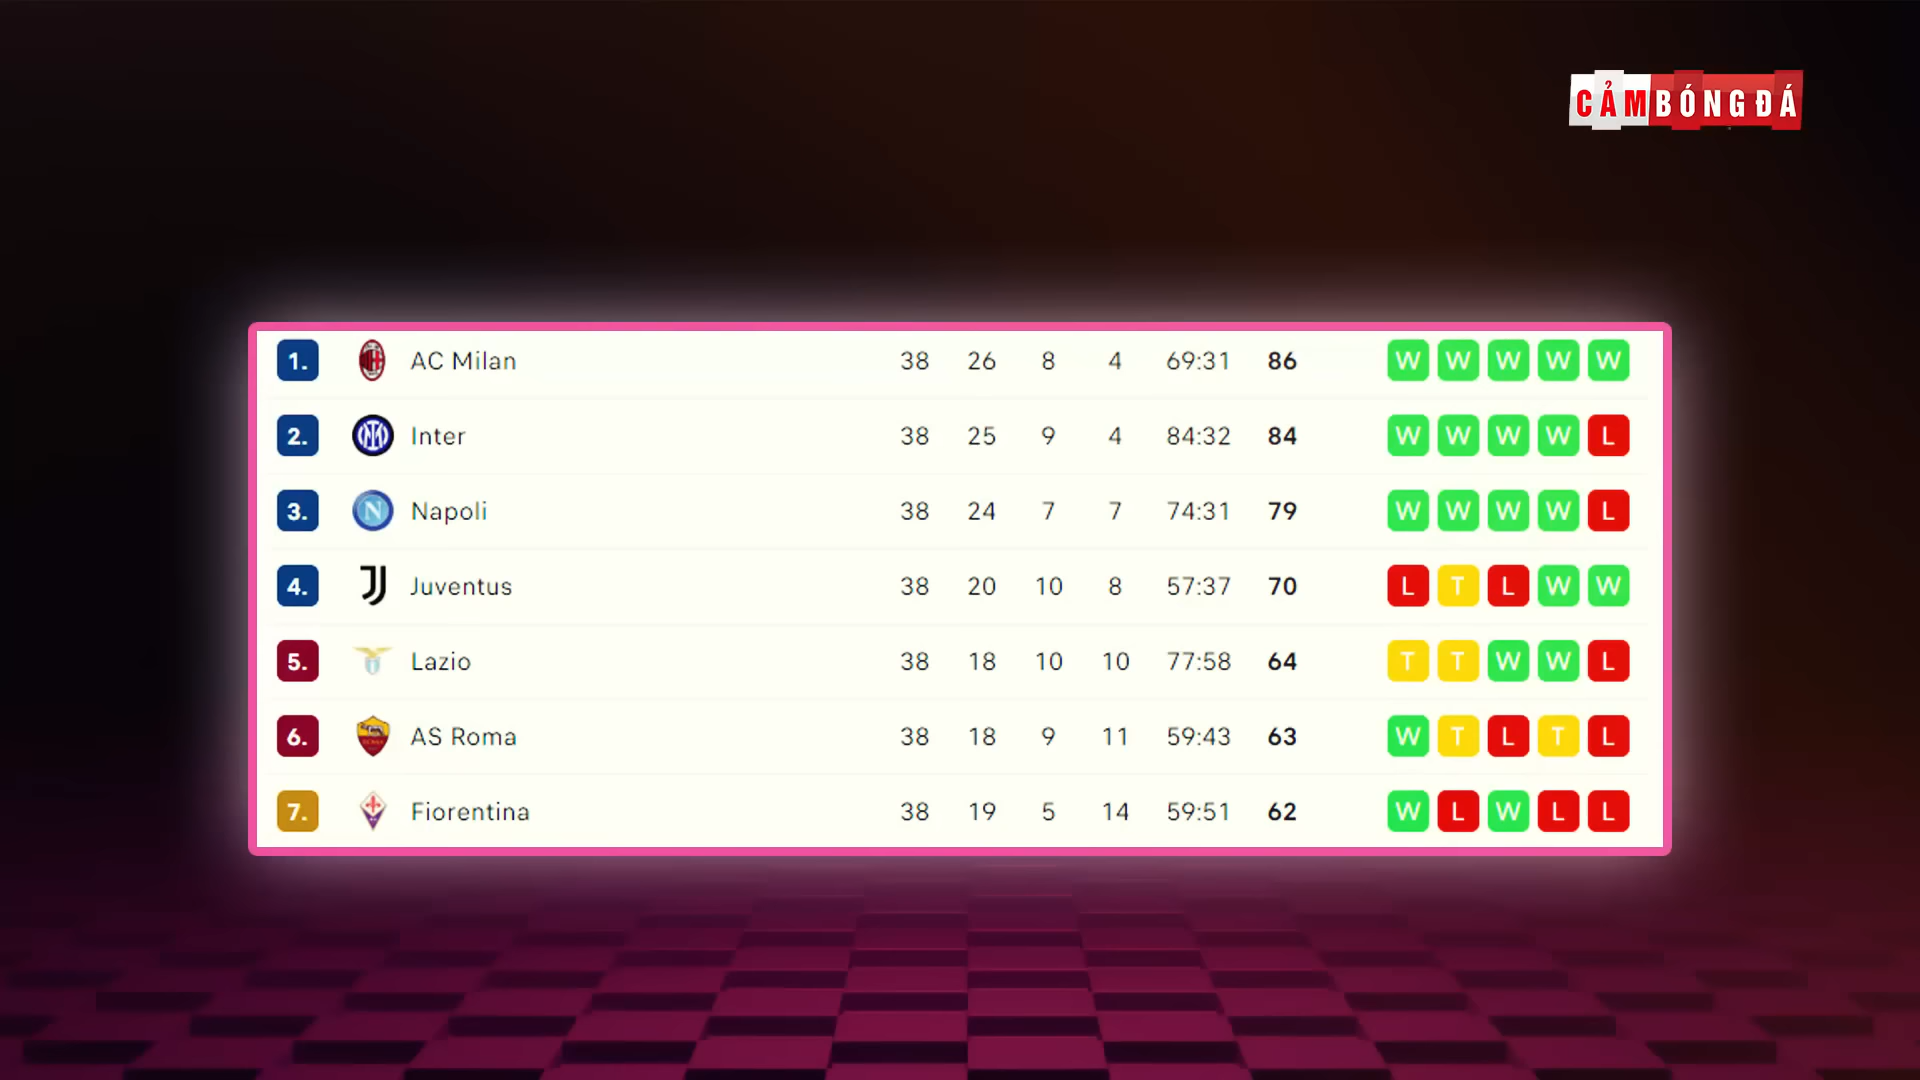 CẢM BÓNG ĐÁ
1. AC Milan 38 26 8 4 69:31 86 W W W W W
2. Inter 38 25 9 4 84:32 84 W W W W L
3. N Napoli 38 24 7 7 74:31 79 W W W W L
4. Juventus 38 20 10 8 57:37 70 L T L W W
5. Lazio 38 18 10 10 77:58 64 T T W W L
6. AS Roma 38 18 9 11 59:43 63 W T L T L
7. Fiorentina 38 19 5 14 59:51 62 W L W L L